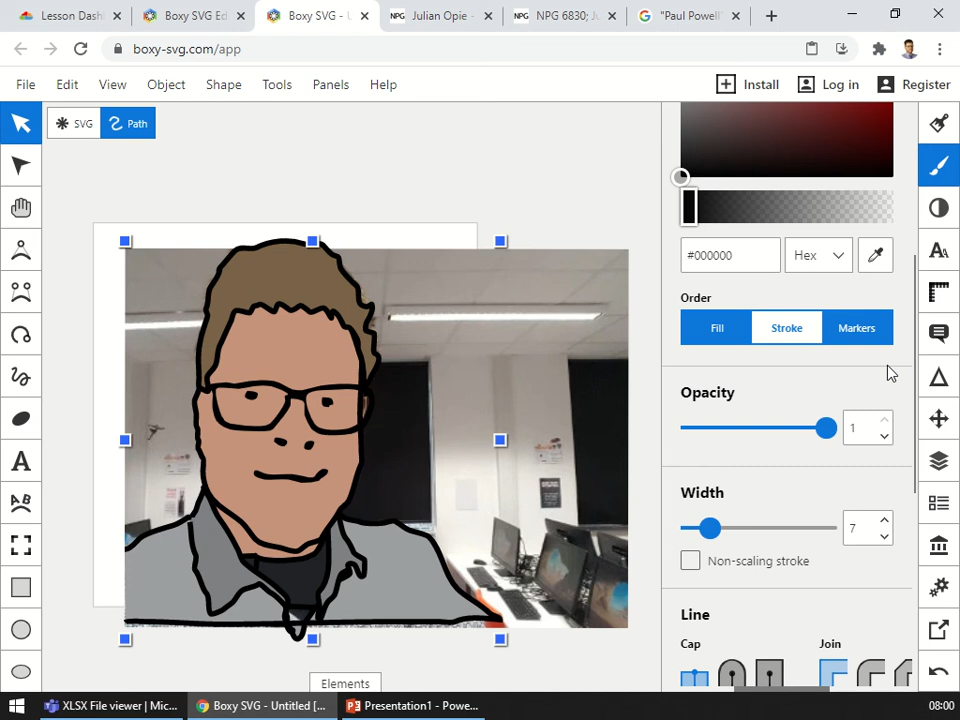 Lesson Dash
Boxy SVG Ed
Boxy SVG - U
Julian Opie -
NPG 6830; Ju
"Paul Powell"
boxy-svg.com/app
File Edit View Object Shape Tools Panels Help
Install Log in Register
SVG Path
#000000 Hex
Order
Fill Stroke Markers
Opacity
1
Width
7
Non-scaling stroke
Line
Cap Join
Elements
XLSX File viewer | Mic...
Boxy SVG - Untitled [...
Presentation1 - Powe...
08:00